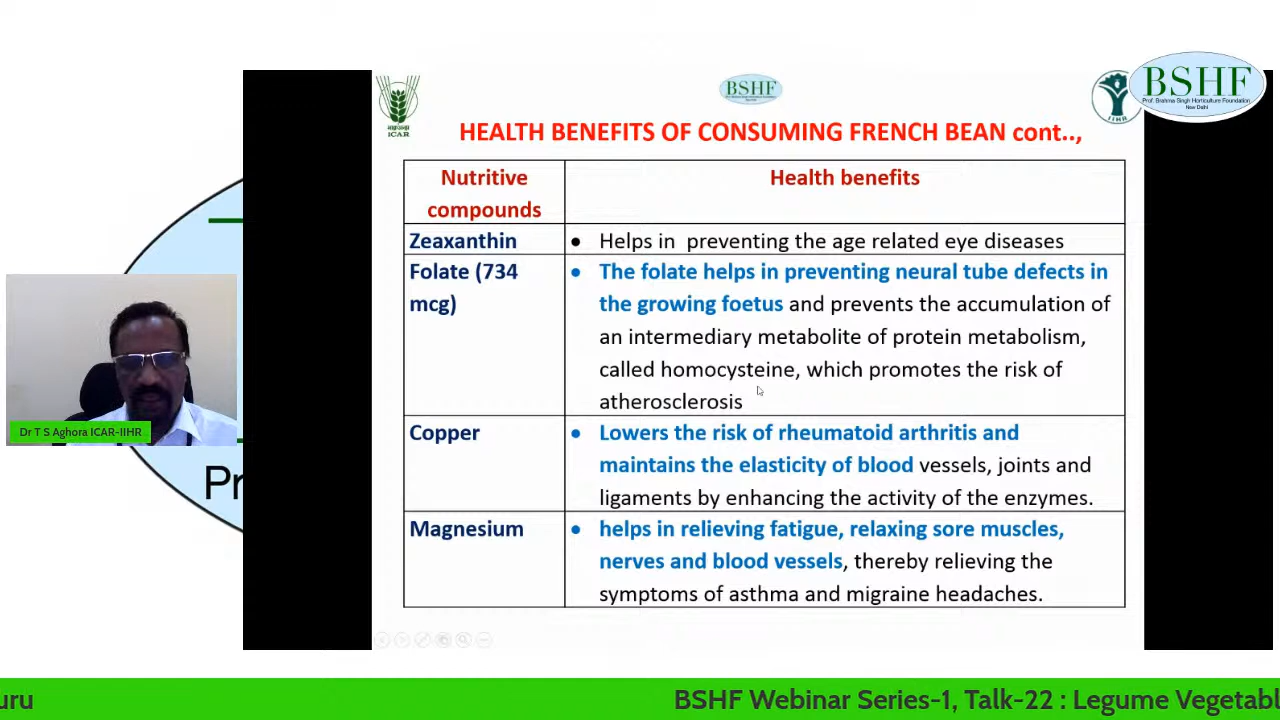 BSHF
Prof. Brahma Singh Horticulture Foundation
New Delhi
BSHF
ICAR
IIHR
HEALTH BENEFITS OF CONSUMING FRENCH BEAN cont..,
Nutritive
compounds
Health benefits
Zeaxanthin
• Helps in preventing the age related eye diseases
Folate (734
mcg)
• The folate helps in preventing neural tube defects in
the growing foetus and prevents the accumulation of
an intermediary metabolite of protein metabolism,
called homocysteine, which promotes the risk of
atherosclerosis
Copper
• Lowers the risk of rheumatoid arthritis and
maintains the elasticity of blood vessels, joints and
ligaments by enhancing the activity of the enzymes.
Magnesium
• helps in relieving fatigue, relaxing sore muscles,
nerves and blood vessels, thereby relieving the
symptoms of asthma and migraine headaches.
Dr T S Aghora ICAR-IIHR
Pr
uru
BSHF Webinar Series-1, Talk-22 : Legume Vegetabl